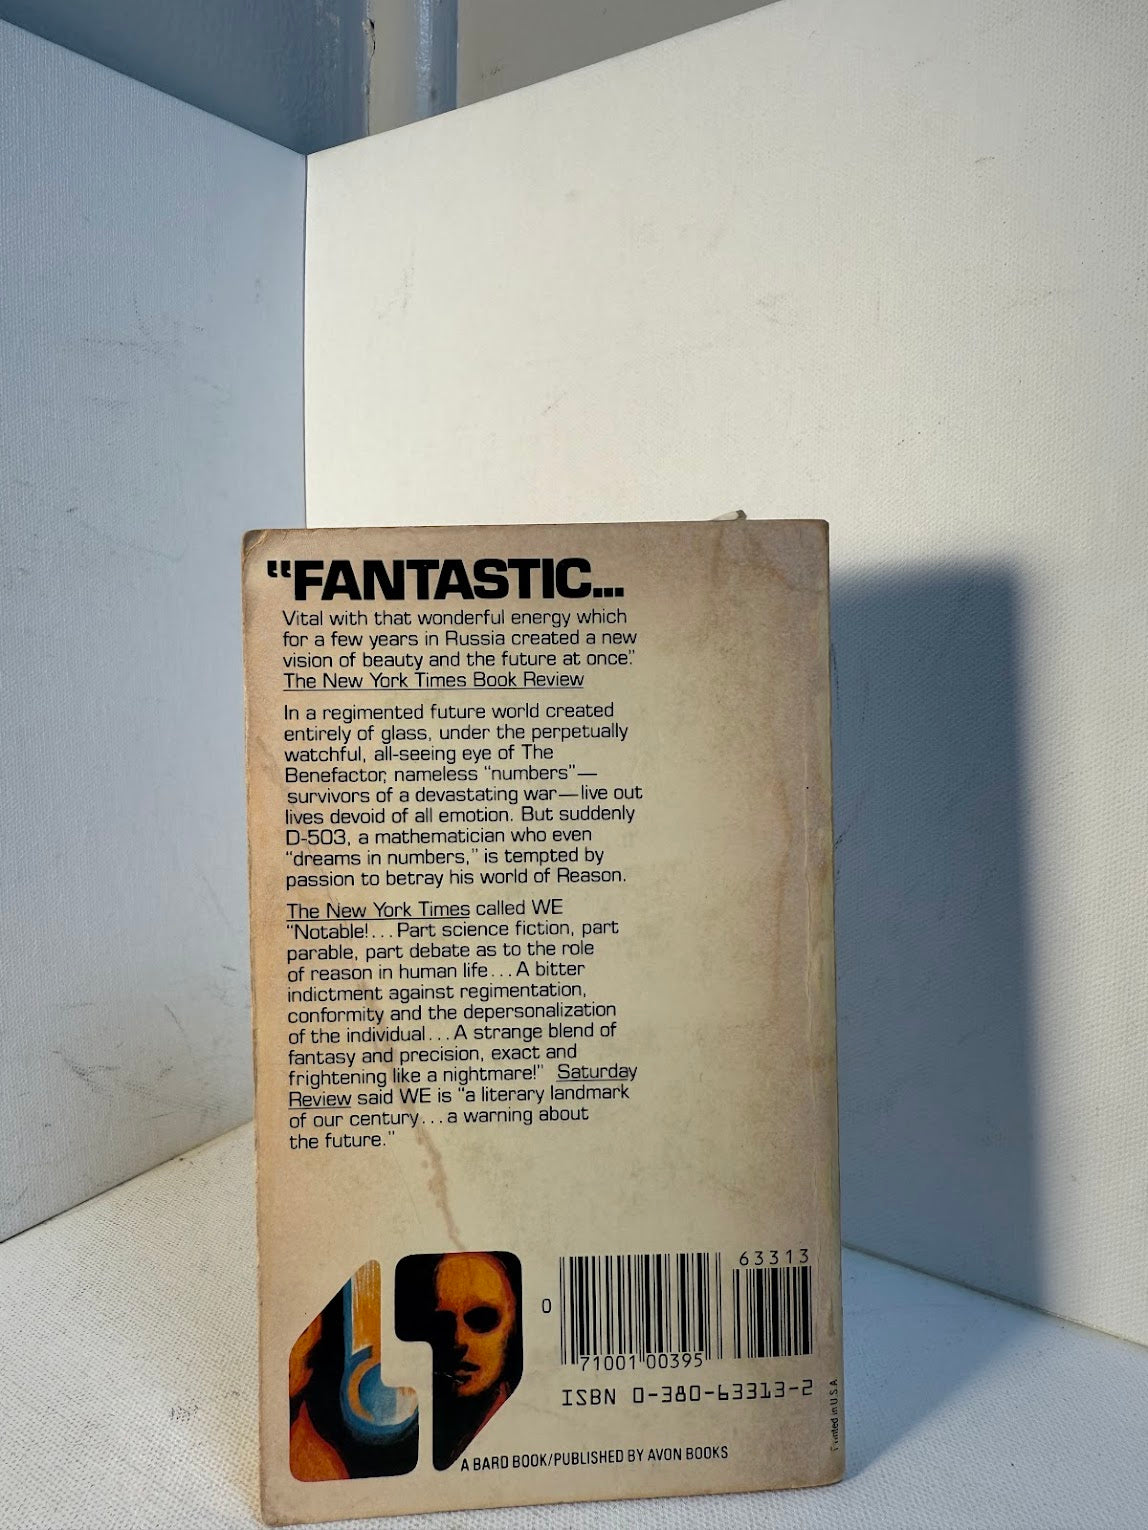 “FANTASTIC...
Vital with that wonderful energy which
for a few years in Russia created a new
vision of beauty and the future at once.”
The New York Times Book Review
In a regimented future world created
entirely of glass, under the perpetually
watchful, all-seeing eye of The
Benefactor, nameless “numbers”—
survivors of a devastating war—live out
lives devoid of all emotion. But suddenly
D-503, a mathematician who even
“dreams in numbers,” is tempted by
passion to betray his world of Reason.
The New York Times called WE
“Notable!...Part science fiction, part
parable, part debate as to the role
of reason in human life...A bitter
indictment against regimentation,
conformity and the depersonalization
of the individual...A strange blend of
fantasy and precision, exact and
frightening like a nightmare!” Saturday
Review said WE is “a literary landmark
of our century...a warning about
the future.”
63313
0
71001 00395
ISBN 0-380-63313-2
Printed in U.S.A.
A BARD BOOK/PUBLISHED BY AVON BOOKS